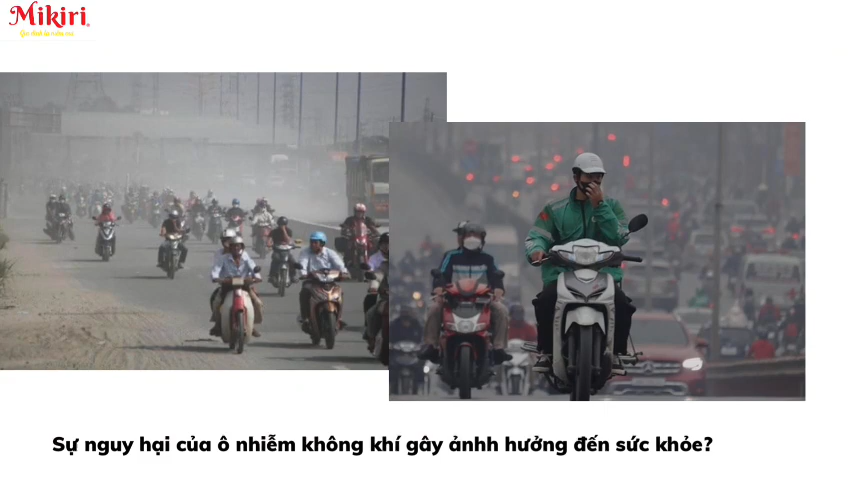 Mikiri
Sự nguy hại của ô nhiễm không khí gây ảnhh hưởng đến sức khỏe?